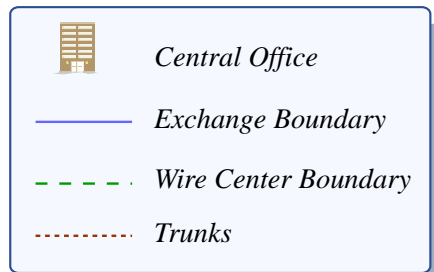 Central Office
Exchange Boundary
Wire Center Boundary
Trunks